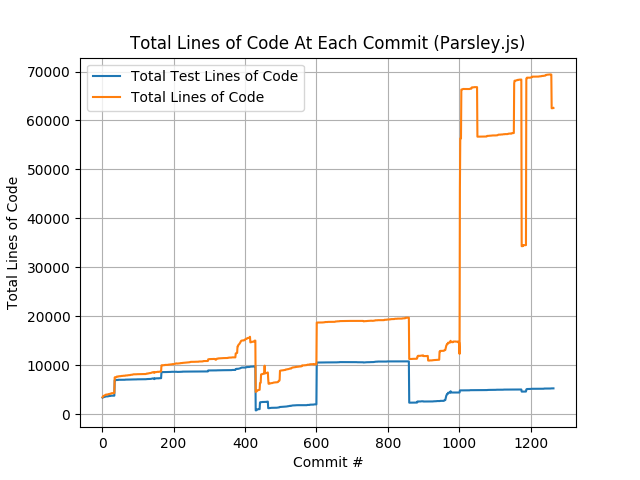 Total Lines of Code At Each Commit (Parsley.js)
Total Test Lines of Code
Total Lines of Code
Total Lines of Code
70000
60000
50000
40000
30000
20000
10000
0
0 200 400 600 800 1000 1200
Commit #